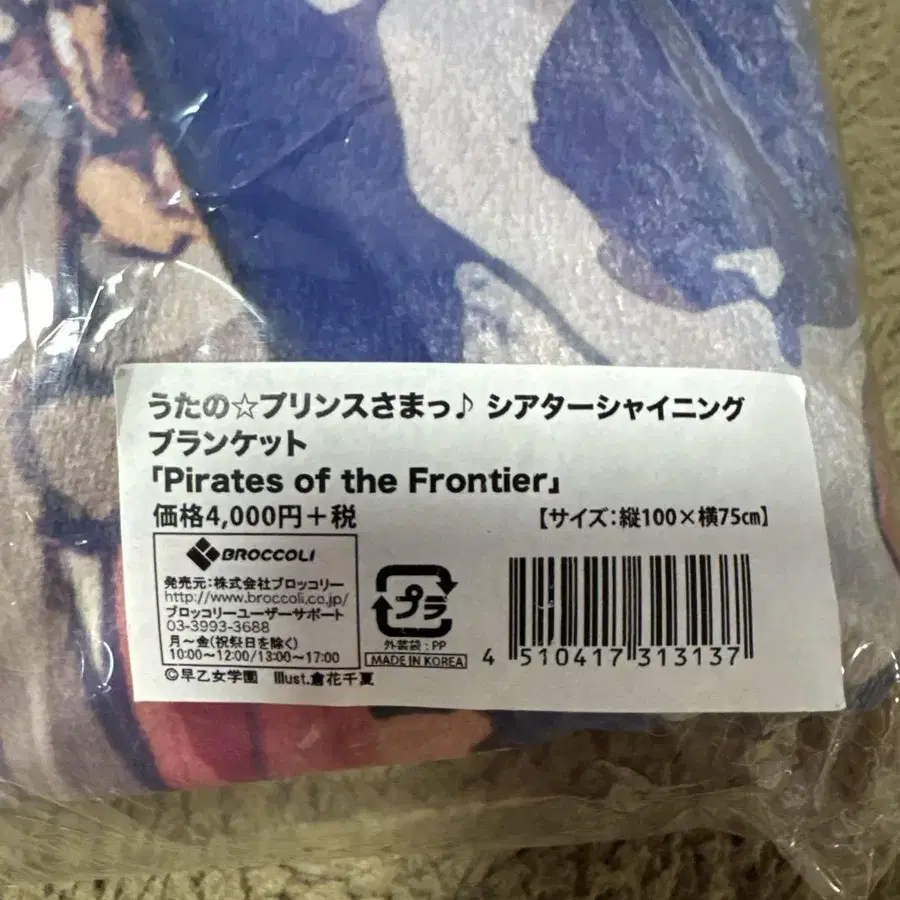 うたの☆プリンスさまっ♪ シアターシャイニング
ブランケット
「Pirates of the Frontier」
価格4,000円＋税
【サイズ：縦100×横75㎝】
BROCCOLI
発売元：株式会社ブロッコリー
http://www.broccoli.co.jp/
ブロッコリーユーザーサポート
03-3993-3688
月～金（祝祭日を除く）
10:00～12:00/13:00～17:00
プラ
外装袋：PP
MADE IN KOREA
4 510417 313137
©早乙女学園 Illust.倉花千夏